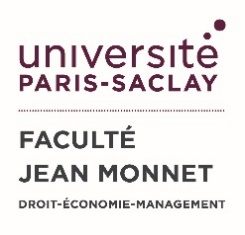 université
PARIS-SACLAY
FACULTÉ
JEAN MONNET
DROIT-ÉCONOMIE-MANAGEMENT